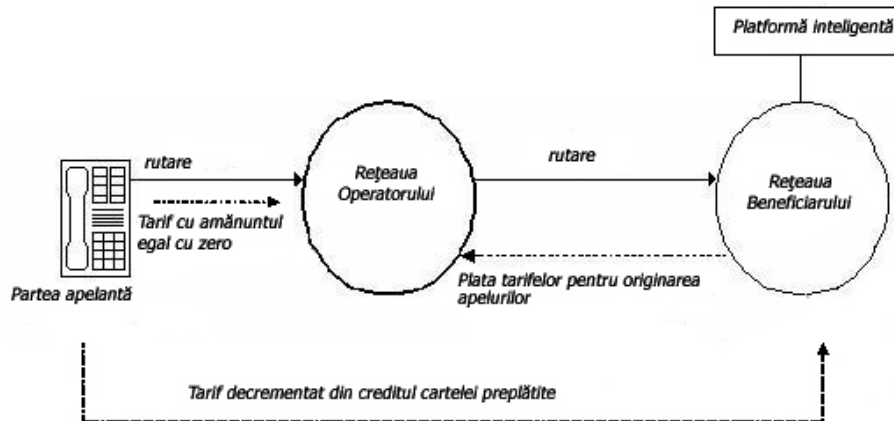 Platformă inteligentă
rutare
Reţeaua
Operatorului
rutare
Reţeaua
Beneficiarului
Tarif cu amănuntul
egal cu zero
Partea apelantă
Plata tarifelor pentru originarea
apelurilor
Tarif decrementat din creditul cartelei preplătite